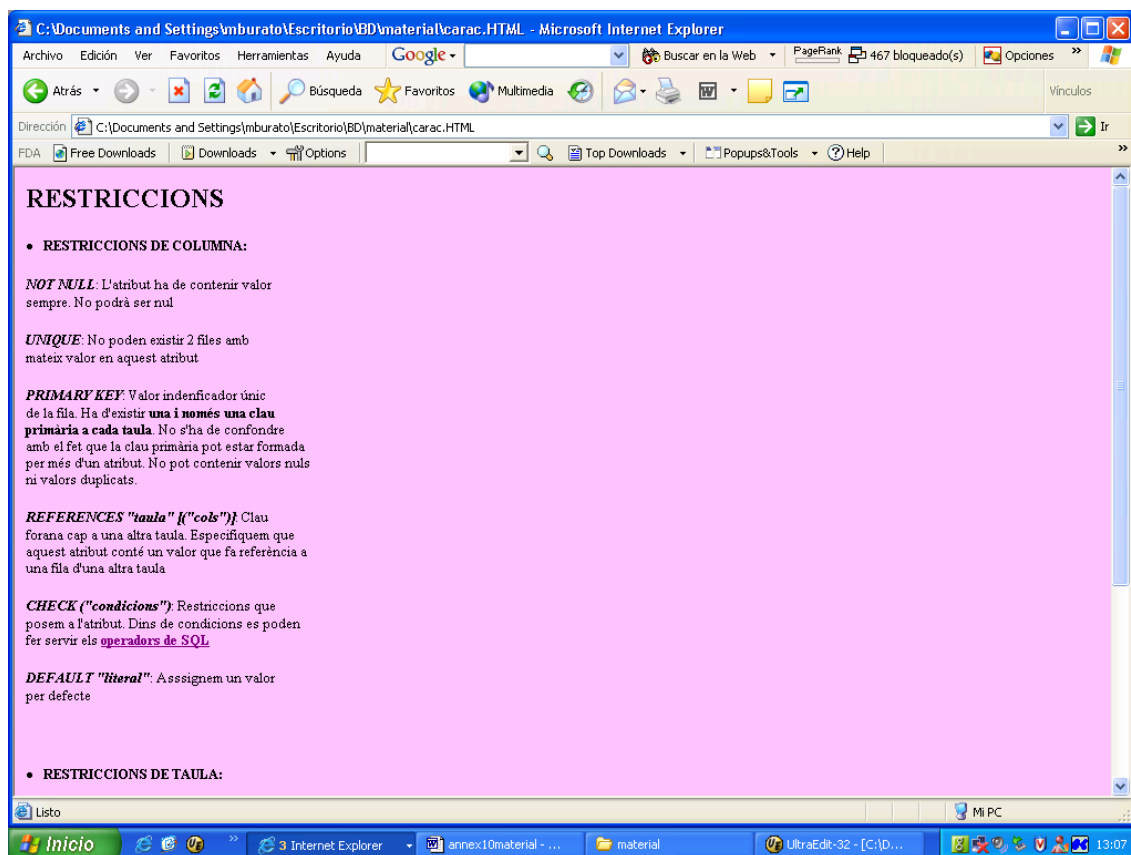 C:\Documents and Settings\mburato\Escritorio\BD\material\carac.HTML - Microsoft Internet Explorer
Archivo Edición Ver Favoritos Herramientas Ayuda Google Buscar en la Web PageRank 467 bloqueado(s) Opciones »
Atrás Búsqueda Favoritos Multimedia Vínculos
Dirección C:\Documents and Settings\mburato\Escritorio\BD\material\carac.HTML Ir
FDA Free Downloads Downloads Options Top Downloads Popups&Tools Help »
RESTRICCIONS
• RESTRICCIONS DE COLUMNA:
NOT NULL: L'atribut ha de contenir valor
sempre. No podrà ser nul
UNIQUE: No poden existir 2 files amb
mateix valor en aquest atribut
PRIMARY KEY: Valor indenficador únic
de la fila. Ha d'existir una i només una clau
primària a cada taula. No s'ha de confondre
amb el fet que la clau primària pot estar formada
per més d'un atribut. No pot contenir valors nuls
ni valors duplicats.
REFERENCES "taula" [("cols")]: Clau
forana cap a una altra taula. Especifiquem que
aquest atribut conté un valor que fa referència a
una fila d'una altra taula
CHECK ("condicions"): Restriccions que
posem a l'atribut. Dins de condicions es poden
fer servir els operadors de SQL
DEFAULT "literal": Asssignem un valor
per defecte
• RESTRICCIONS DE TAULA:
Listo Mi PC
Inicio » 3 Internet Explorer annex10material - ... material UltraEdit-32 - [C:\D... 13:07